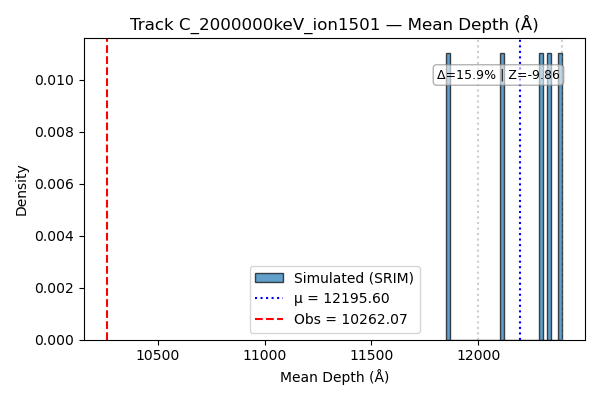 Track C_2000000keV_ion1501 — Mean Depth (Å)
Δ=15.9% | Z=-9.86
0.010
0.008
0.006
0.004
0.002
0.000
Density
Simulated (SRIM)
μ = 12195.60
Obs = 10262.07
10500
11000
11500
12000
Mean Depth (Å)